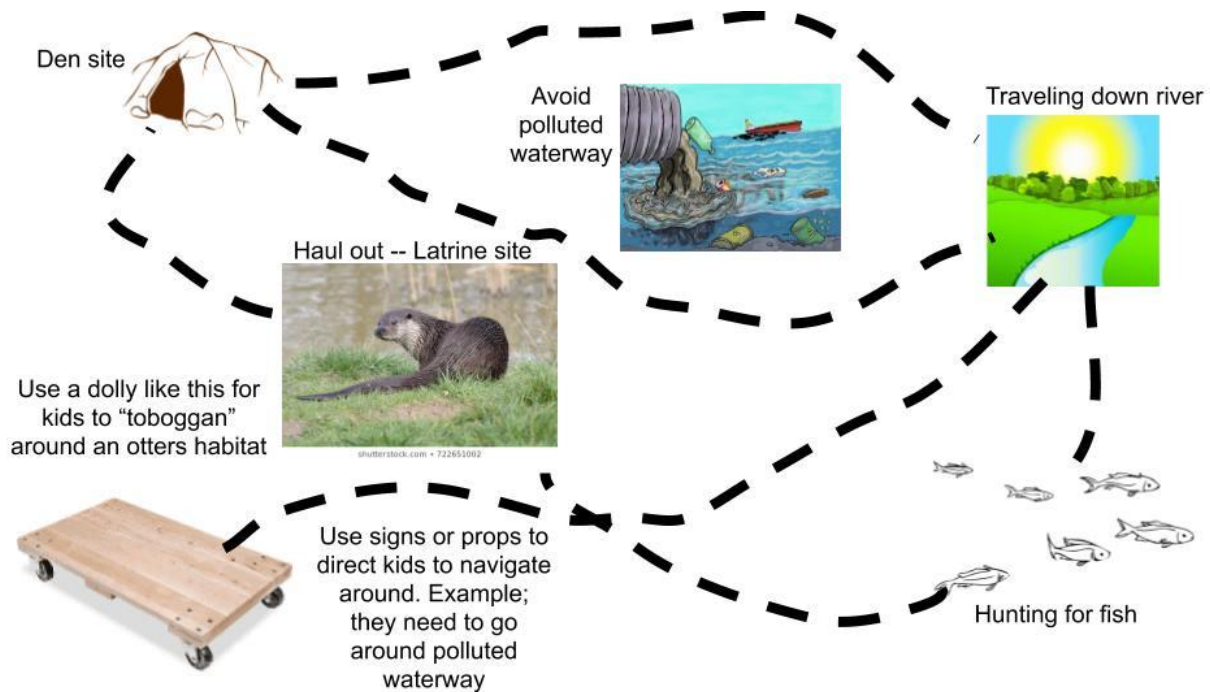 Den site
Avoid
polluted
waterway
Traveling down river
Haul out -- Latrine site
shutterstock.com • 722651002
Use a dolly like this for
kids to “toboggan”
around an otters habitat
Use signs or props to
direct kids to navigate
around. Example;
they need to go
around polluted
waterway
Hunting for fish